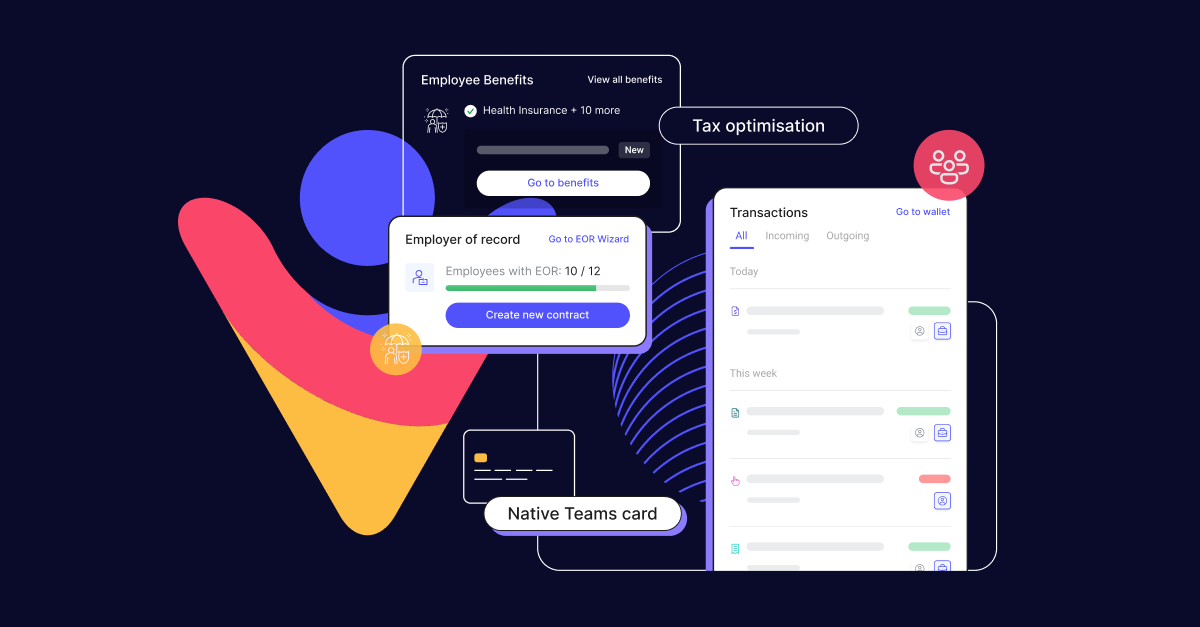 Employee Benefits
View all benefits
Health Insurance + 10 more
New
Go to benefits
Tax optimisation
Employer of record
Go to EOR Wizard
Employees with EOR: 10 / 12
Create new contract
Native Teams card
Transactions
Go to wallet
All
Incoming
Outgoing
Today
This week